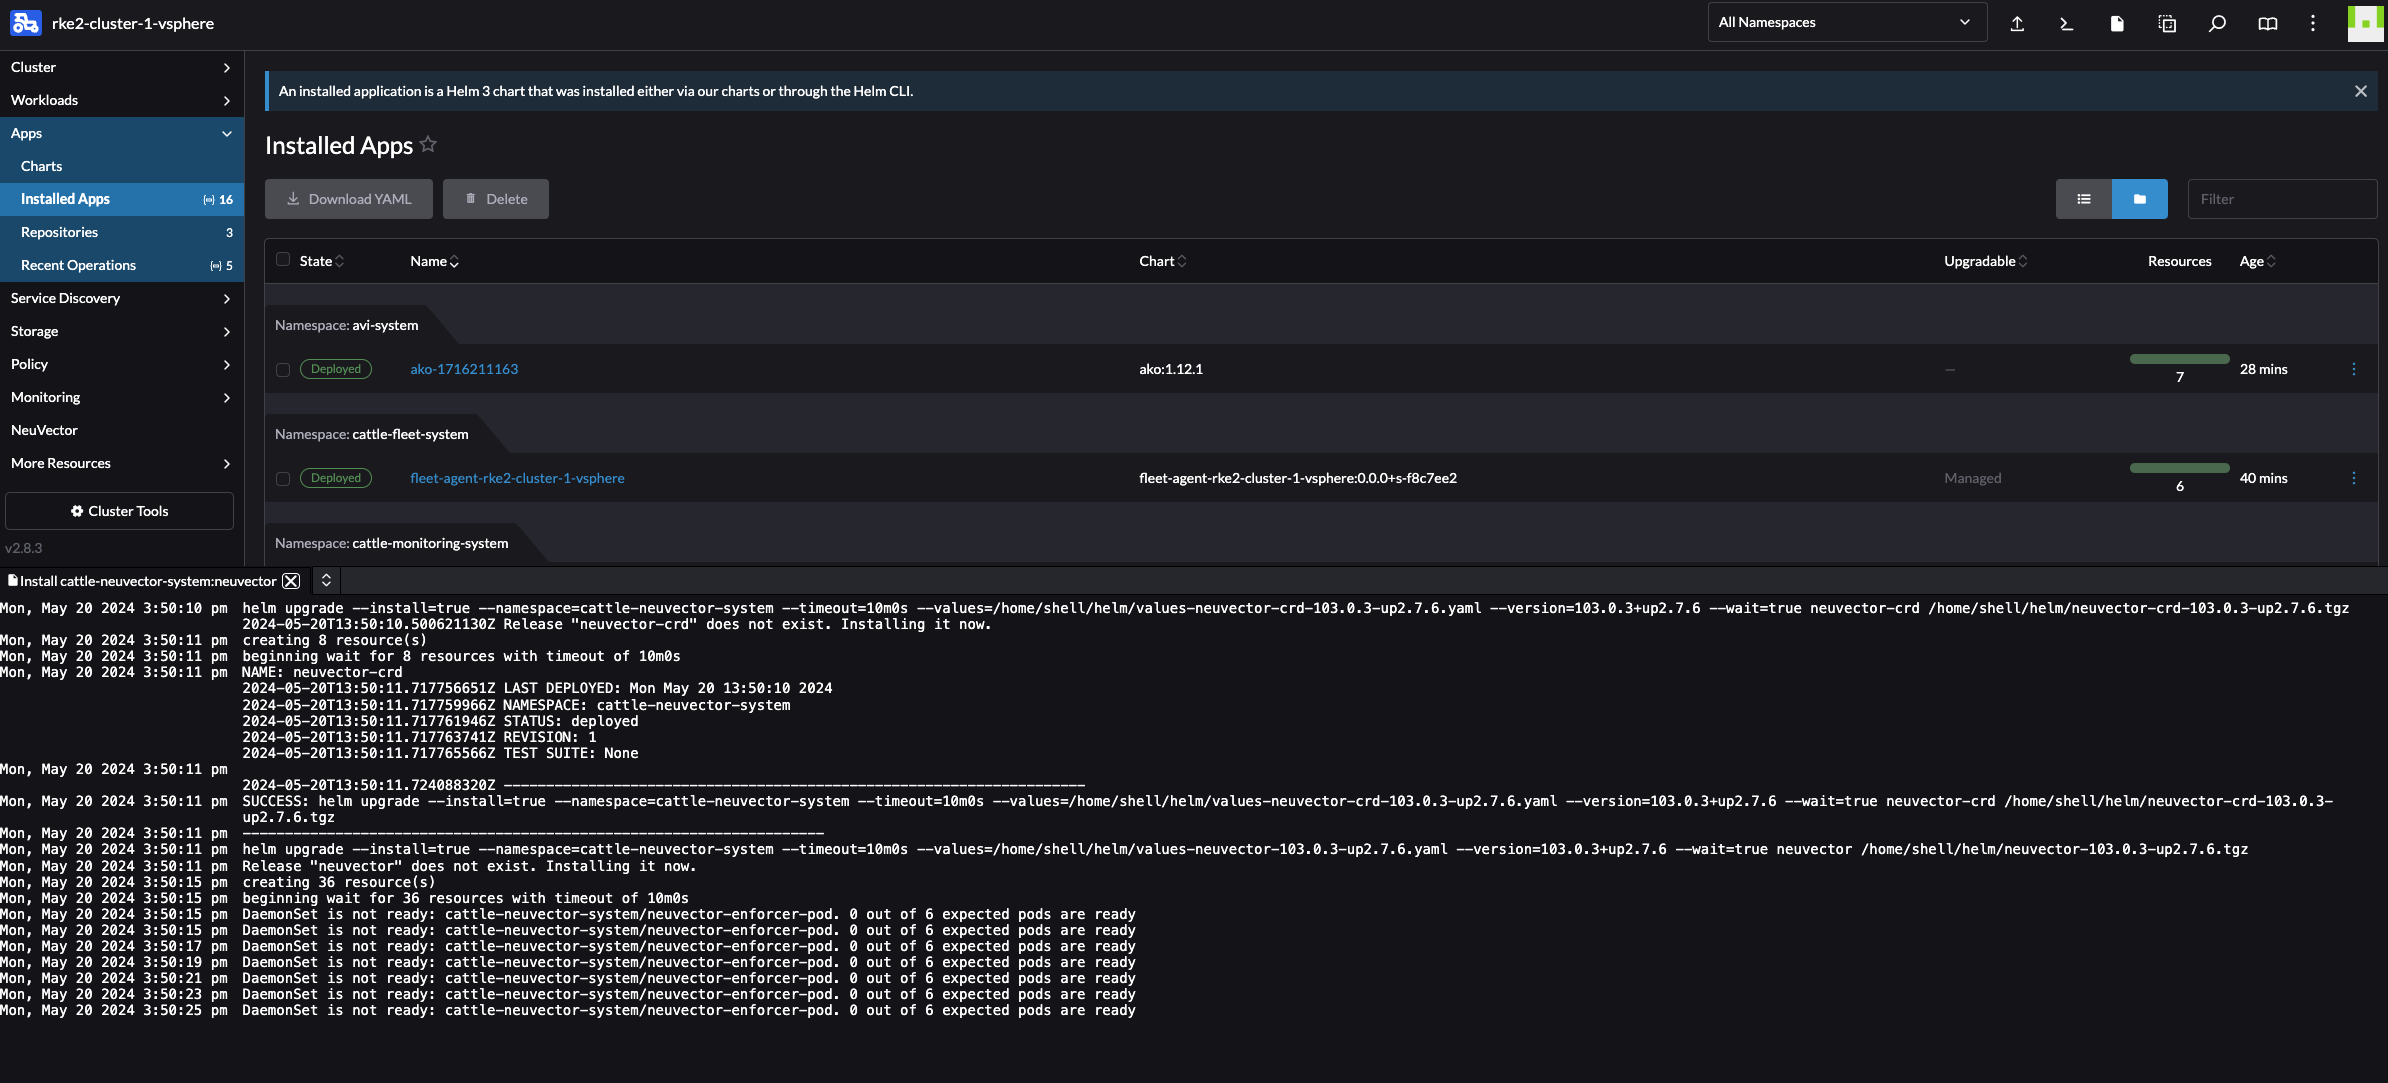 rke2-cluster-1-vsphere
All Namespaces
Cluster
Workloads
Apps
Charts
Installed Apps 16
Repositories 3
Recent Operations 5
Service Discovery
Storage
Policy
Monitoring
NeuVector
More Resources
Cluster Tools
v2.8.3
An installed application is a Helm 3 chart that was installed either via our charts or through the Helm CLI.
Installed Apps
Download YAML Delete Filter
State Name Chart Upgradable Resources Age
Namespace: avi-system
Deployed ako-1716211163 ako:1.12.1 — 7 28 mins
Namespace: cattle-fleet-system
Deployed fleet-agent-rke2-cluster-1-vsphere fleet-agent-rke2-cluster-1-vsphere:0.0.0+s-f8c7ee2 Managed 6 40 mins
Namespace: cattle-monitoring-system
Install cattle-neuvector-system:neuvector
Mon, May 20 2024 3:50:10 pm helm upgrade --install=true --namespace=cattle-neuvector-system --timeout=10m0s --values=/home/shell/helm/values-neuvector-crd-103.0.3-up2.7.6.yaml --version=103.0.3+up2.7.6 --wait=true neuvector-crd /home/shell/helm/neuvector-crd-103.0.3-up2.7.6.tgz
2024-05-20T13:50:10.500621130Z Release "neuvector-crd" does not exist. Installing it now.
Mon, May 20 2024 3:50:11 pm creating 8 resource(s)
Mon, May 20 2024 3:50:11 pm beginning wait for 8 resources with timeout of 10m0s
Mon, May 20 2024 3:50:11 pm NAME: neuvector-crd
2024-05-20T13:50:11.717756651Z LAST DEPLOYED: Mon May 20 13:50:10 2024
2024-05-20T13:50:11.717759966Z NAMESPACE: cattle-neuvector-system
2024-05-20T13:50:11.717761946Z STATUS: deployed
2024-05-20T13:50:11.717763741Z REVISION: 1
2024-05-20T13:50:11.717765566Z TEST SUITE: None
Mon, May 20 2024 3:50:11 pm
2024-05-20T13:50:11.724088320Z ---------------------------------------------------------------------
Mon, May 20 2024 3:50:11 pm SUCCESS: helm upgrade --install=true --namespace=cattle-neuvector-system --timeout=10m0s --values=/home/shell/helm/values-neuvector-crd-103.0.3-up2.7.6.yaml --version=103.0.3+up2.7.6 --wait=true neuvector-crd /home/shell/helm/neuvector-crd-103.0.3-
up2.7.6.tgz
Mon, May 20 2024 3:50:11 pm ---------------------------------------------------------------------
Mon, May 20 2024 3:50:11 pm helm upgrade --install=true --namespace=cattle-neuvector-system --timeout=10m0s --values=/home/shell/helm/values-neuvector-103.0.3-up2.7.6.yaml --version=103.0.3+up2.7.6 --wait=true neuvector /home/shell/helm/neuvector-103.0.3-up2.7.6.tgz
Mon, May 20 2024 3:50:11 pm Release "neuvector" does not exist. Installing it now.
Mon, May 20 2024 3:50:15 pm creating 36 resource(s)
Mon, May 20 2024 3:50:15 pm beginning wait for 36 resources with timeout of 10m0s
Mon, May 20 2024 3:50:15 pm DaemonSet is not ready: cattle-neuvector-system/neuvector-enforcer-pod. 0 out of 6 expected pods are ready
Mon, May 20 2024 3:50:15 pm DaemonSet is not ready: cattle-neuvector-system/neuvector-enforcer-pod. 0 out of 6 expected pods are ready
Mon, May 20 2024 3:50:17 pm DaemonSet is not ready: cattle-neuvector-system/neuvector-enforcer-pod. 0 out of 6 expected pods are ready
Mon, May 20 2024 3:50:19 pm DaemonSet is not ready: cattle-neuvector-system/neuvector-enforcer-pod. 0 out of 6 expected pods are ready
Mon, May 20 2024 3:50:21 pm DaemonSet is not ready: cattle-neuvector-system/neuvector-enforcer-pod. 0 out of 6 expected pods are ready
Mon, May 20 2024 3:50:23 pm DaemonSet is not ready: cattle-neuvector-system/neuvector-enforcer-pod. 0 out of 6 expected pods are ready
Mon, May 20 2024 3:50:25 pm DaemonSet is not ready: cattle-neuvector-system/neuvector-enforcer-pod. 0 out of 6 expected pods are ready